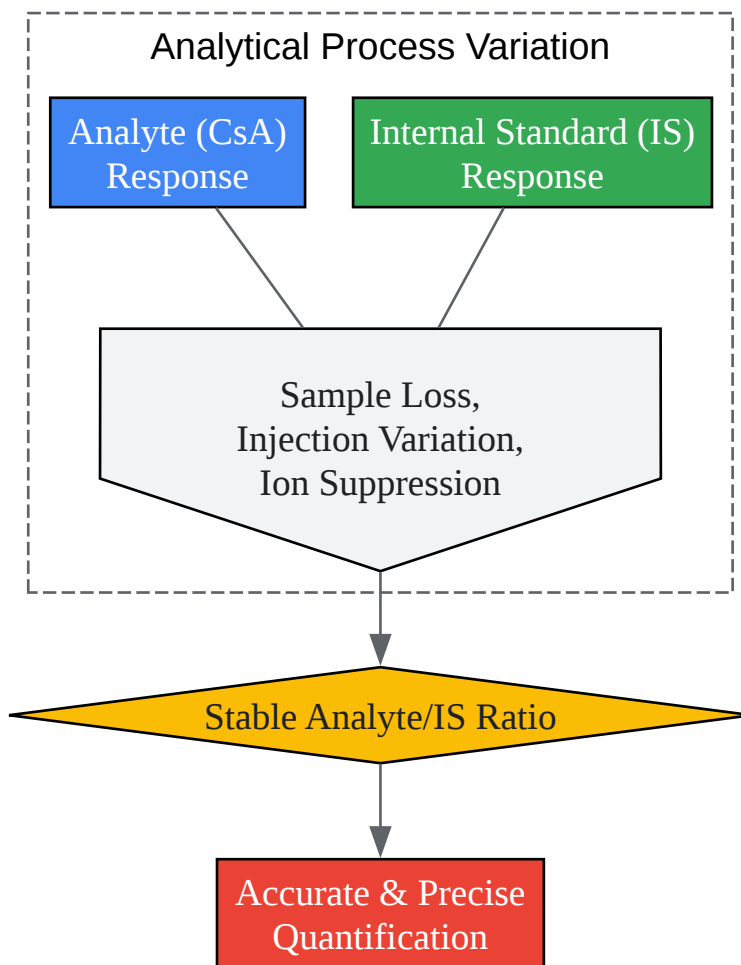 Analytical Process Variation
Analyte (CsA)
Response
Internal Standard (IS)
Response
Sample Loss,
Injection Variation,
Ion Suppression
Stable Analyte/IS Ratio
Accurate & Precise
Quantification